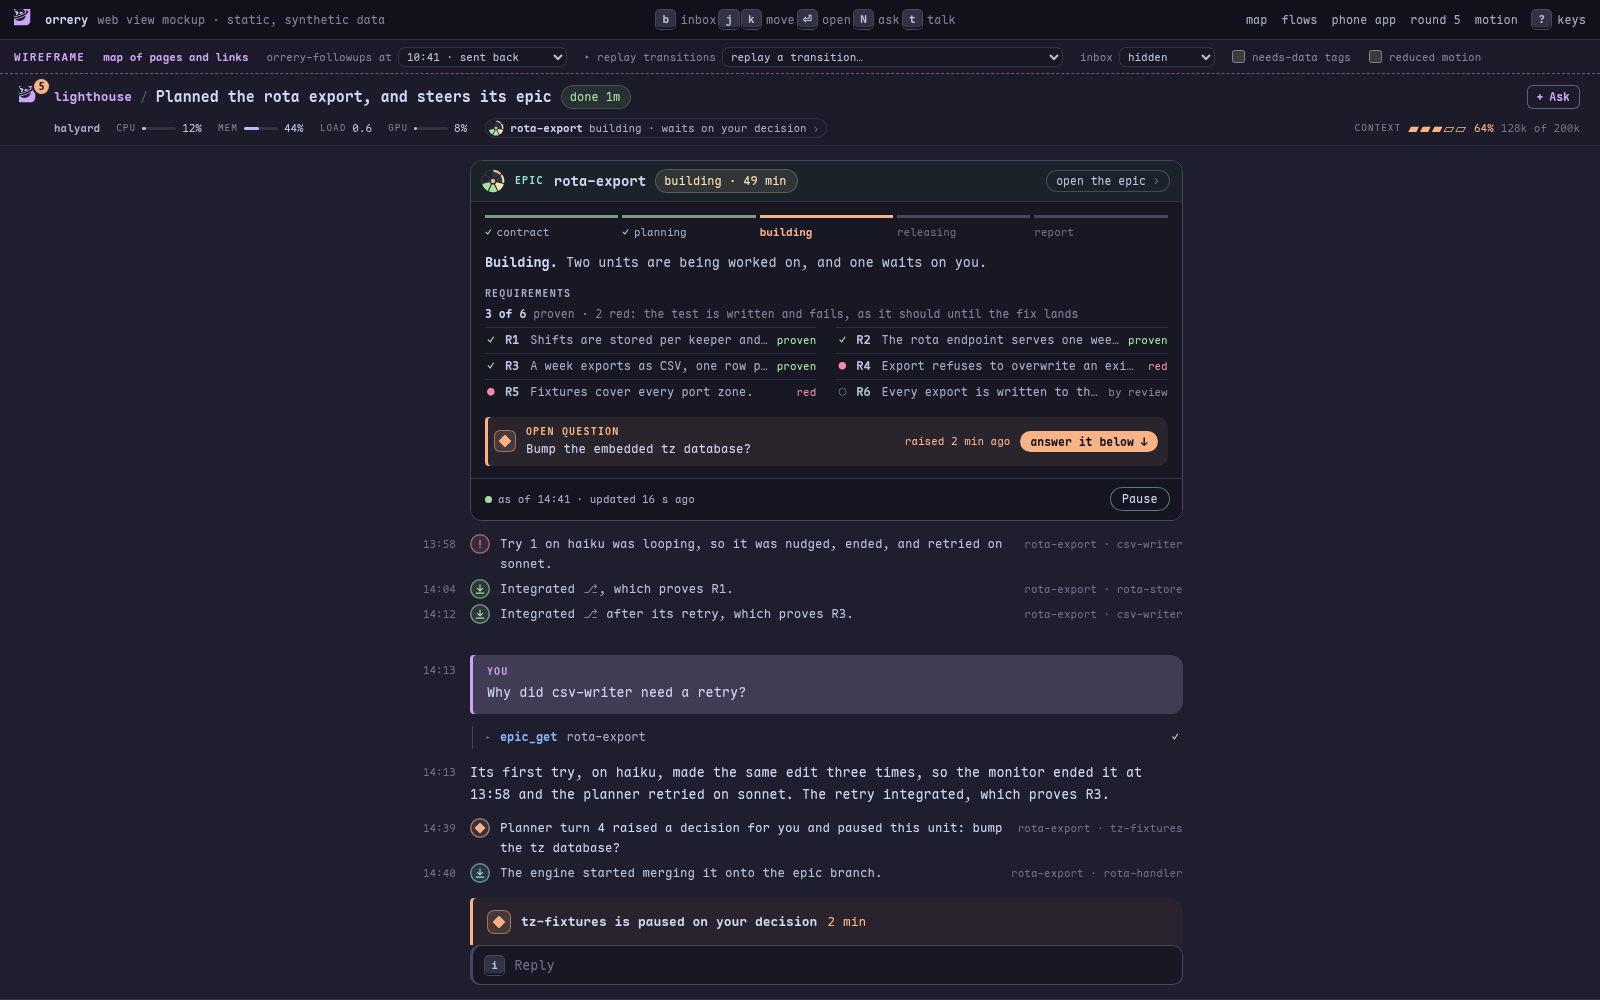 orrery web view mockup · static, synthetic data
b inbox j k move ⏎ open N ask t talk
map flows phone app round 5 motion ? keys
WIREFRAME map of pages and links orrery-followups at 10:41 · sent back ▸ replay transitions replay a transition… inbox hidden needs-data tags reduced motion
5
lighthouse / Planned the rota export, and steers its epic done 1m + Ask
halyard CPU 12% MEM 44% LOAD 0.6 GPU 8% rota-export building · waits on your decision › CONTEXT 64% 128k of 200k
EPIC rota-export building · 49 min open the epic ›
✓ contract ✓ planning building releasing report
Building. Two units are being worked on, and one waits on you.
REQUIREMENTS
3 of 6 proven · 2 red: the test is written and fails, as it should until the fix lands
✓ R1 Shifts are stored per keeper and… proven
✓ R2 The rota endpoint serves one wee… proven
✓ R3 A week exports as CSV, one row p… proven
R4 Export refuses to overwrite an exi… red
R5 Fixtures cover every port zone. red
R6 Every export is written to th… by review
OPEN QUESTION
Bump the embedded tz database?
raised 2 min ago answer it below ↓
as of 14:41 · updated 16 s ago Pause
13:58 ! Try 1 on haiku was looping, so it was nudged, ended, and retried on rota-export · csv-writer
sonnet.
14:04 Integrated ⎇, which proves R1. rota-export · rota-store
14:12 Integrated ⎇ after its retry, which proves R3. rota-export · csv-writer
14:13 YOU
Why did csv-writer need a retry?
▸ epic_get rota-export ✓
14:13 Its first try, on haiku, made the same edit three times, so the monitor ended it at
13:58 and the planner retried on sonnet. The retry integrated, which proves R3.
14:39 Planner turn 4 raised a decision for you and paused this unit: bump rota-export · tz-fixtures
the tz database?
14:40 The engine started merging it onto the epic branch. rota-export · rota-handler
tz-fixtures is paused on your decision 2 min
i Reply